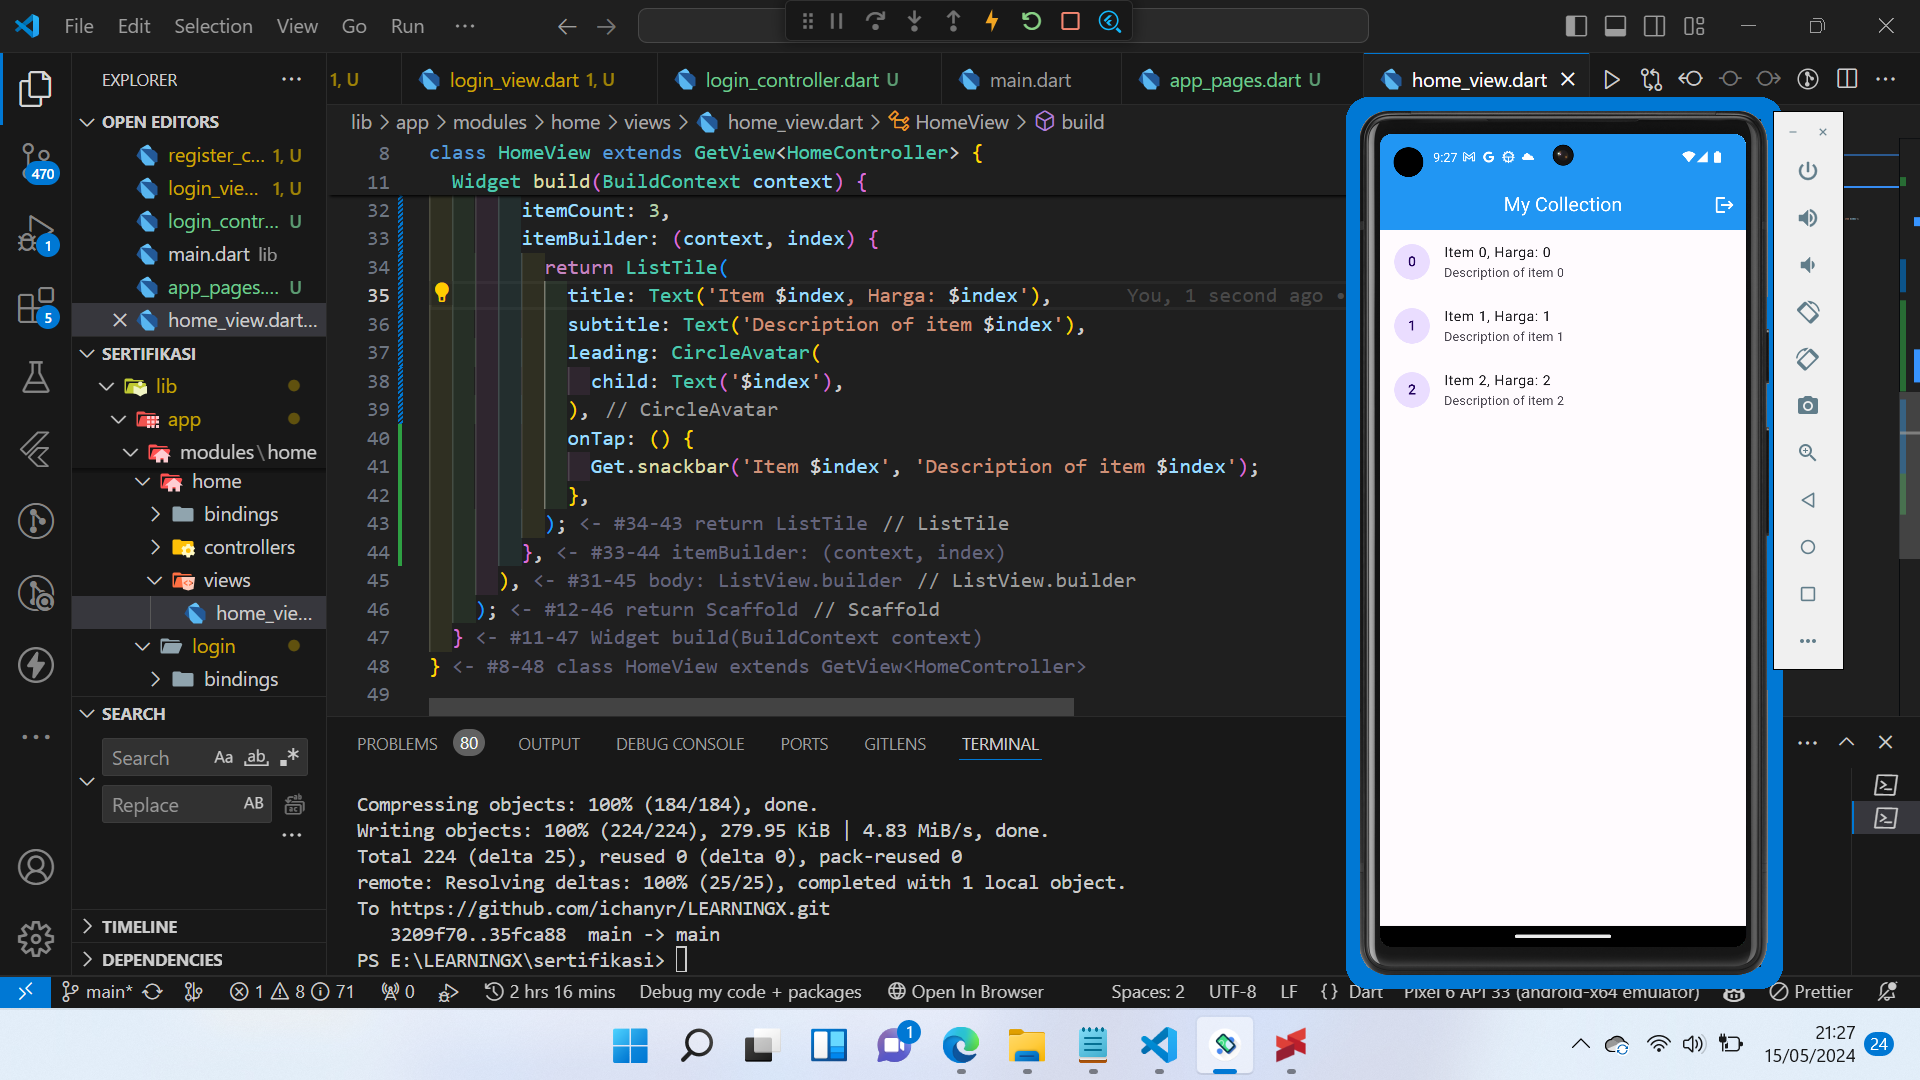 File Edit Selection View Go Run
EXPLORER
1, U
login_view.dart 1, U
login_controller.dart U
main.dart
app_pages.dart U
home_view.dart
OPEN EDITORS
register_c... 1, U
login_vie... 1, U
login_contr... U
main.dart lib
app_pages.... U
home_view.dart...
SERTIFIKASI
lib
app
modules\home
home
bindings
controllers
views
home_vie...
login
bindings
SEARCH
Search Aa ab
Replace AB
TIMELINE
DEPENDENCIES
470
1
5
lib > app > modules > home > views > home_view.dart > HomeView > build
8 class HomeView extends GetView<HomeController> {
11 Widget build(BuildContext context) {
32 itemCount: 3,
33 itemBuilder: (context, index) {
34 return ListTile(
35 title: Text('Item $index, Harga: $index'), You, 1 second ago •
36 subtitle: Text('Description of item $index'),
37 leading: CircleAvatar(
38 child: Text('$index'),
39 ), // CircleAvatar
40 onTap: () {
41 Get.snackbar('Item $index', 'Description of item $index');
42 },
43 ); <- #34-43 return ListTile // ListTile
44 }, <- #33-44 itemBuilder: (context, index)
45 ), <- #31-45 body: ListView.builder // ListView.builder
46 ); <- #12-46 return Scaffold // Scaffold
47 } <- #11-47 Widget build(BuildContext context)
48 } <- #8-48 class HomeView extends GetView<HomeController>
49
PROBLEMS 80 OUTPUT DEBUG CONSOLE PORTS GITLENS TERMINAL
Compressing objects: 100% (184/184), done.
Writing objects: 100% (224/224), 279.95 KiB | 4.83 MiB/s, done.
Total 224 (delta 25), reused 0 (delta 0), pack-reused 0
remote: Resolving deltas: 100% (25/25), completed with 1 local object.
To https://github.com/ichanyr/LEARNINGX.git
3209f70..35fca88 main -> main
PS E:\LEARNINGX\sertifikasi>
9:27
My Collection
0
Item 0, Harga: 0
Description of item 0
1
Item 1, Harga: 1
Description of item 1
2
Item 2, Harga: 2
Description of item 2
main* 1 8 71 0 2 hrs 16 mins Debug my code + packages Open In Browser Spaces: 2 UTF-8 LF {} Dart Pixel 6 API 33 (android-x64 emulator) Prettier
1
21:27
15/05/2024
24